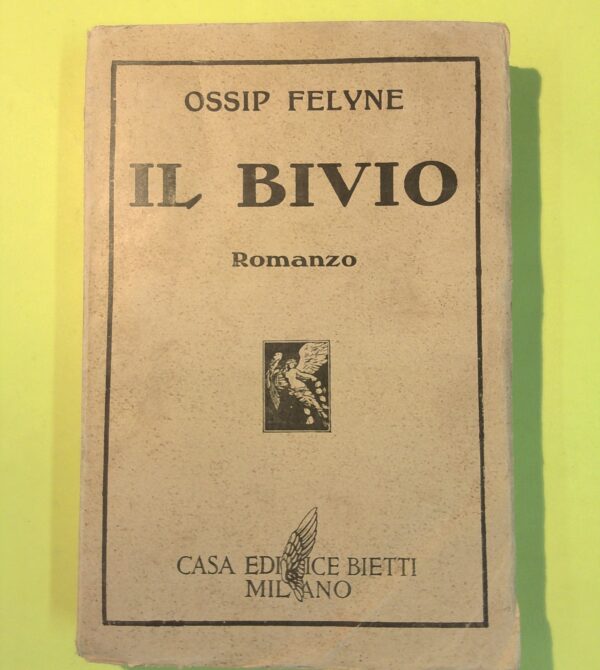 OSSIP FELYNE
IL BIVIO
Romanzo
CASA EDITRICE BIETTI
MILANO